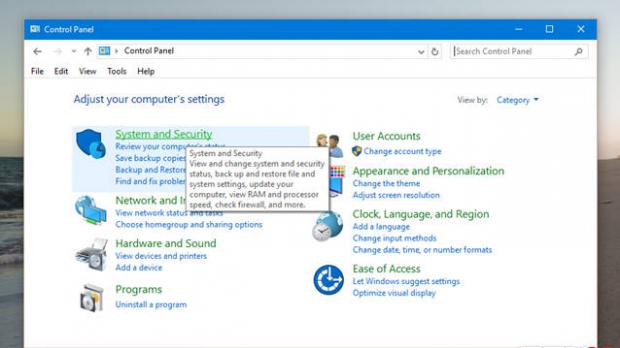 Control Panel
Control Panel
Search Control Panel
File Edit View Tools Help
Adjust your computer's settings
View by: Category
System and Security
Review your computer's status
Save backup copies
Backup and Restore
Find and fix
System and Security
View and change system and security
status, back up and restore file and
system settings, update your
computer, view RAM and processor
speed, check firewall, and more.
Network and
View network status and tasks
Choose homegroup and sharing options
Hardware and Sound
View devices and printers
Add a device
Programs
Uninstall a program
User Accounts
Change account type
Appearance and Personalization
Change the theme
Adjust screen resolution
Clock, Language, and Region
Add a language
Change input methods
Change date, time, or number formats
Ease of Access
Let Windows suggest settings
Optimize visual display